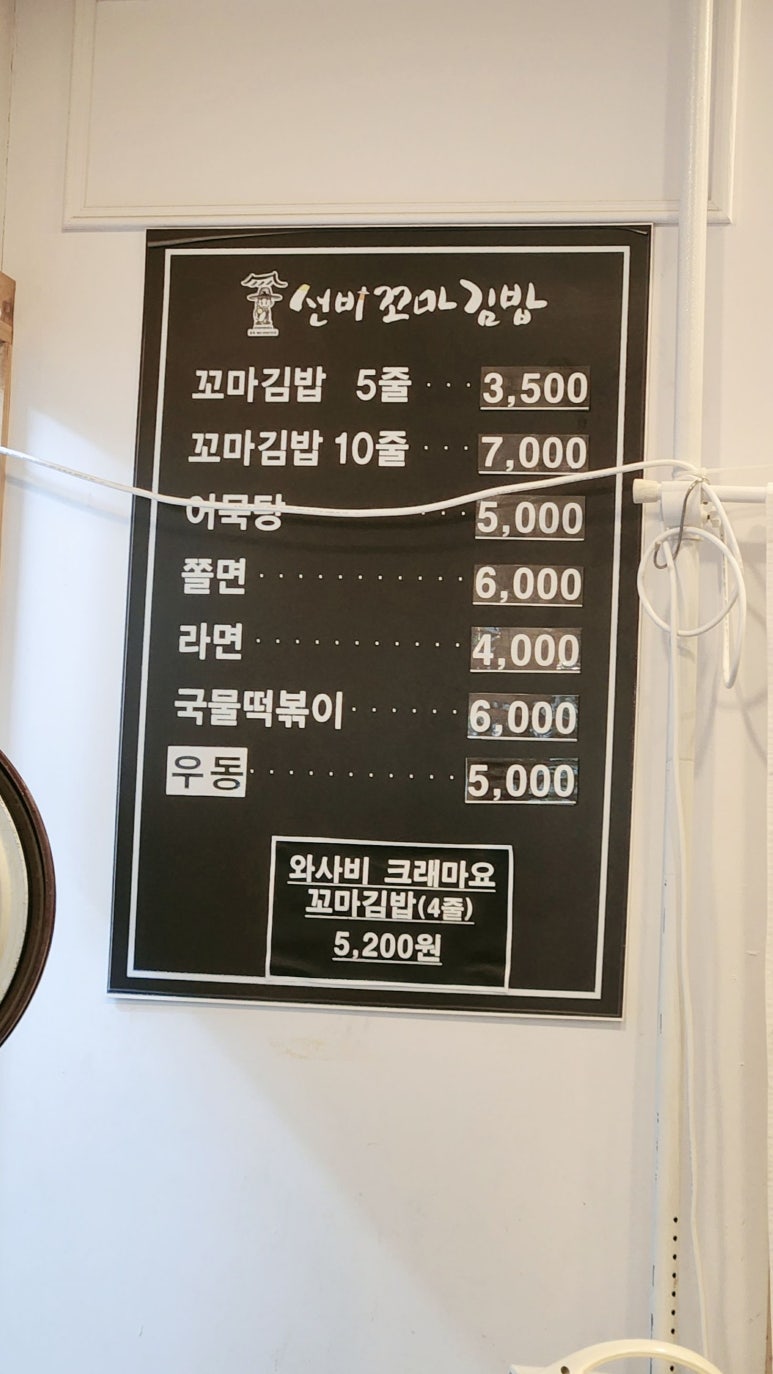 선비꼬마김밥
꼬마김밥 5줄 ··· 3,500
꼬마김밥 10줄 ··· 7,000
어묵탕 ·· 5,000
쫄면 ··········· 6,000
라면 ··········· 4,000
국물떡볶이 ······ 6,000
우동 ··········· 5,000
와사비 크래마요
꼬마김밥(4줄)
5,200원